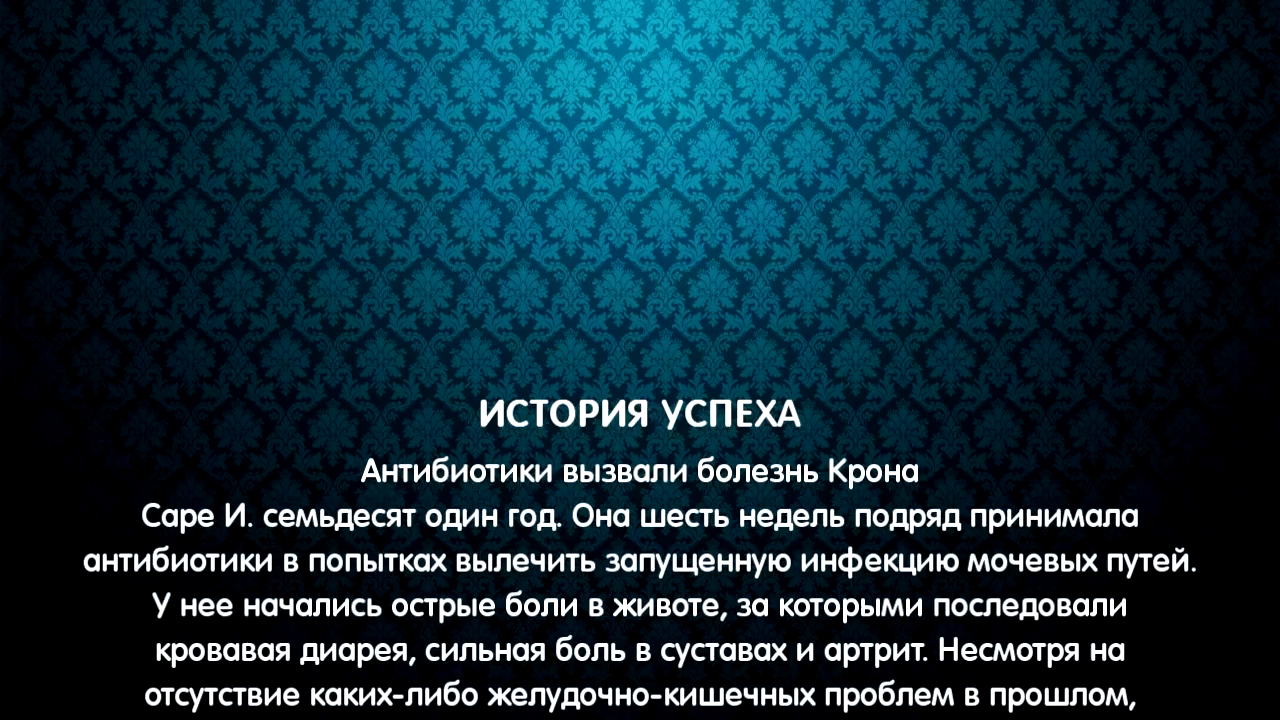 ИСТОРИЯ УСПЕХА
Антибиотики вызвали болезнь Крона
Саре И. семьдесят один год. Она шесть недель подряд принимала
антибиотики в попытках вылечить запущенную инфекцию мочевых путей.
У нее начались острые боли в животе, за которыми последовали
кровавая диарея, сильная боль в суставах и артрит. Несмотря на
отсутствие каких-либо желудочно-кишечных проблем в прошлом,